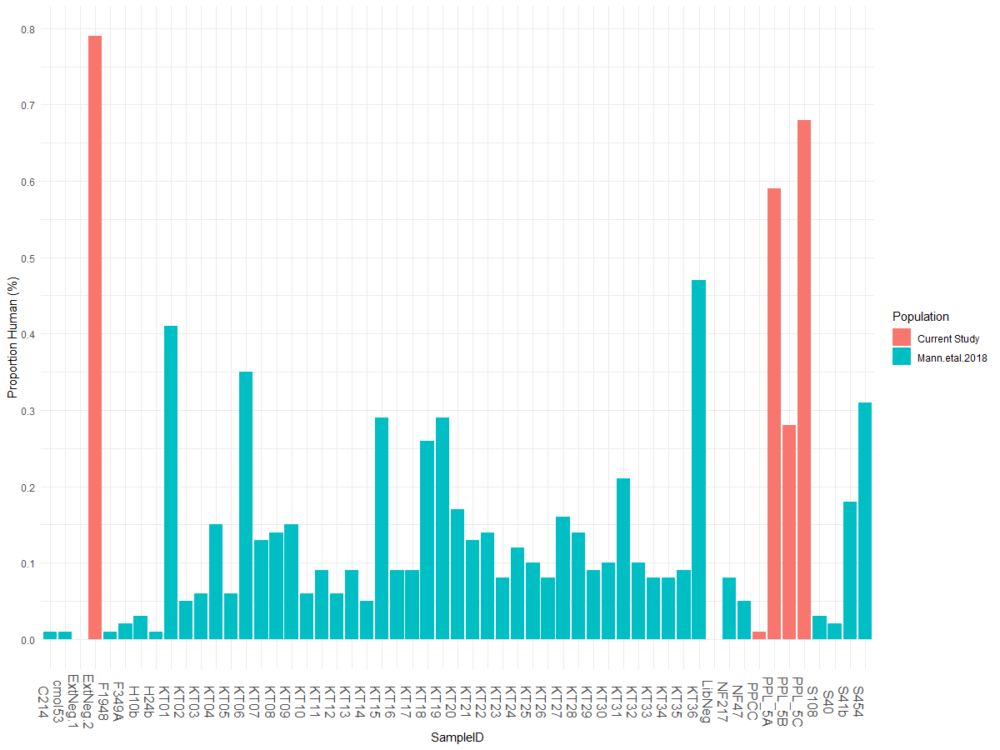 0.8
0.7
0.6
0.5
0.4
0.3
0.2
0.1
0.0
Proportion Human (%)
C214
cmol53
ExtNeg.1
ExtNeg.2
F1948
F349A
H10b
H24b
KT01
KT02
KT03
KT04
KT05
KT06
KT07
KT08
KT09
KT10
KT11
KT12
KT13
KT14
KT15
KT16
KT17
KT18
KT19
KT20
KT21
KT22
KT23
KT24
KT25
KT26
KT27
KT28
KT29
KT30
KT31
KT32
KT33
KT34
KT35
KT36
LibNeg
NF217
NF47
PPCC
PPL_5A
PPL_5B
PPL_5C
S108
S40
S41b
S454
SampleID
Population
Current Study
Mann.etal.2018